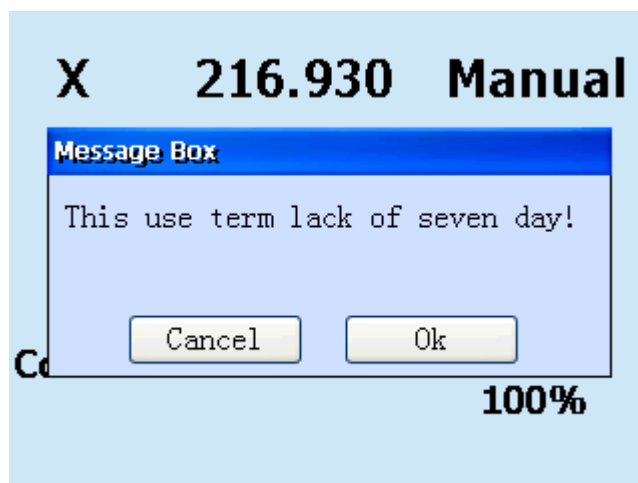 X 216.930 Manual
Message Box
This use term lack of seven day!
Cancel Ok
100%